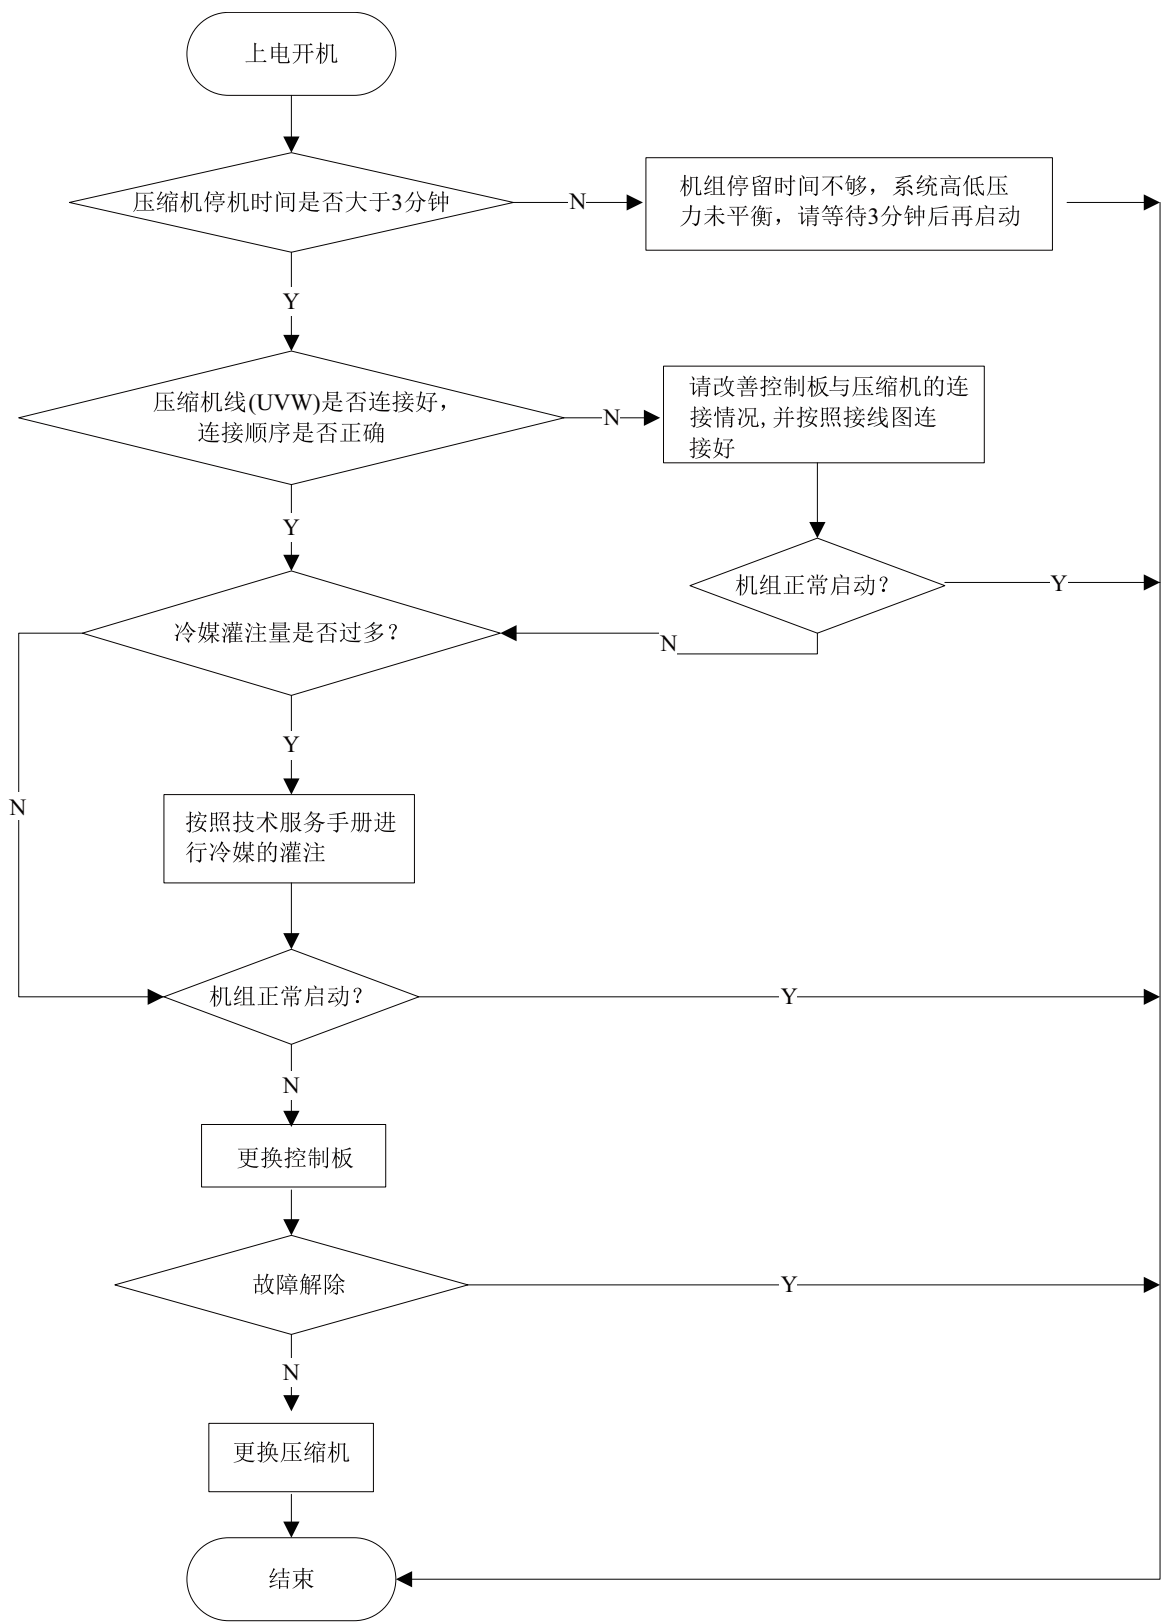 上电开机
压缩机停机时间是否大于3分钟
N
机组停留时间不够，系统高低压
力未平衡，请等待3分钟后再启动
Y
压缩机线(UVW)是否连接好，
连接顺序是否正确
N
请改善控制板与压缩机的连
接情况,并按照接线图连
接好
Y
机组正常启动？
Y
冷媒灌注量是否过多？
N
Y
N
按照技术服务手册进
行冷媒的灌注
机组正常启动？
Y
N
更换控制板
故障解除
Y
N
更换压缩机
结束